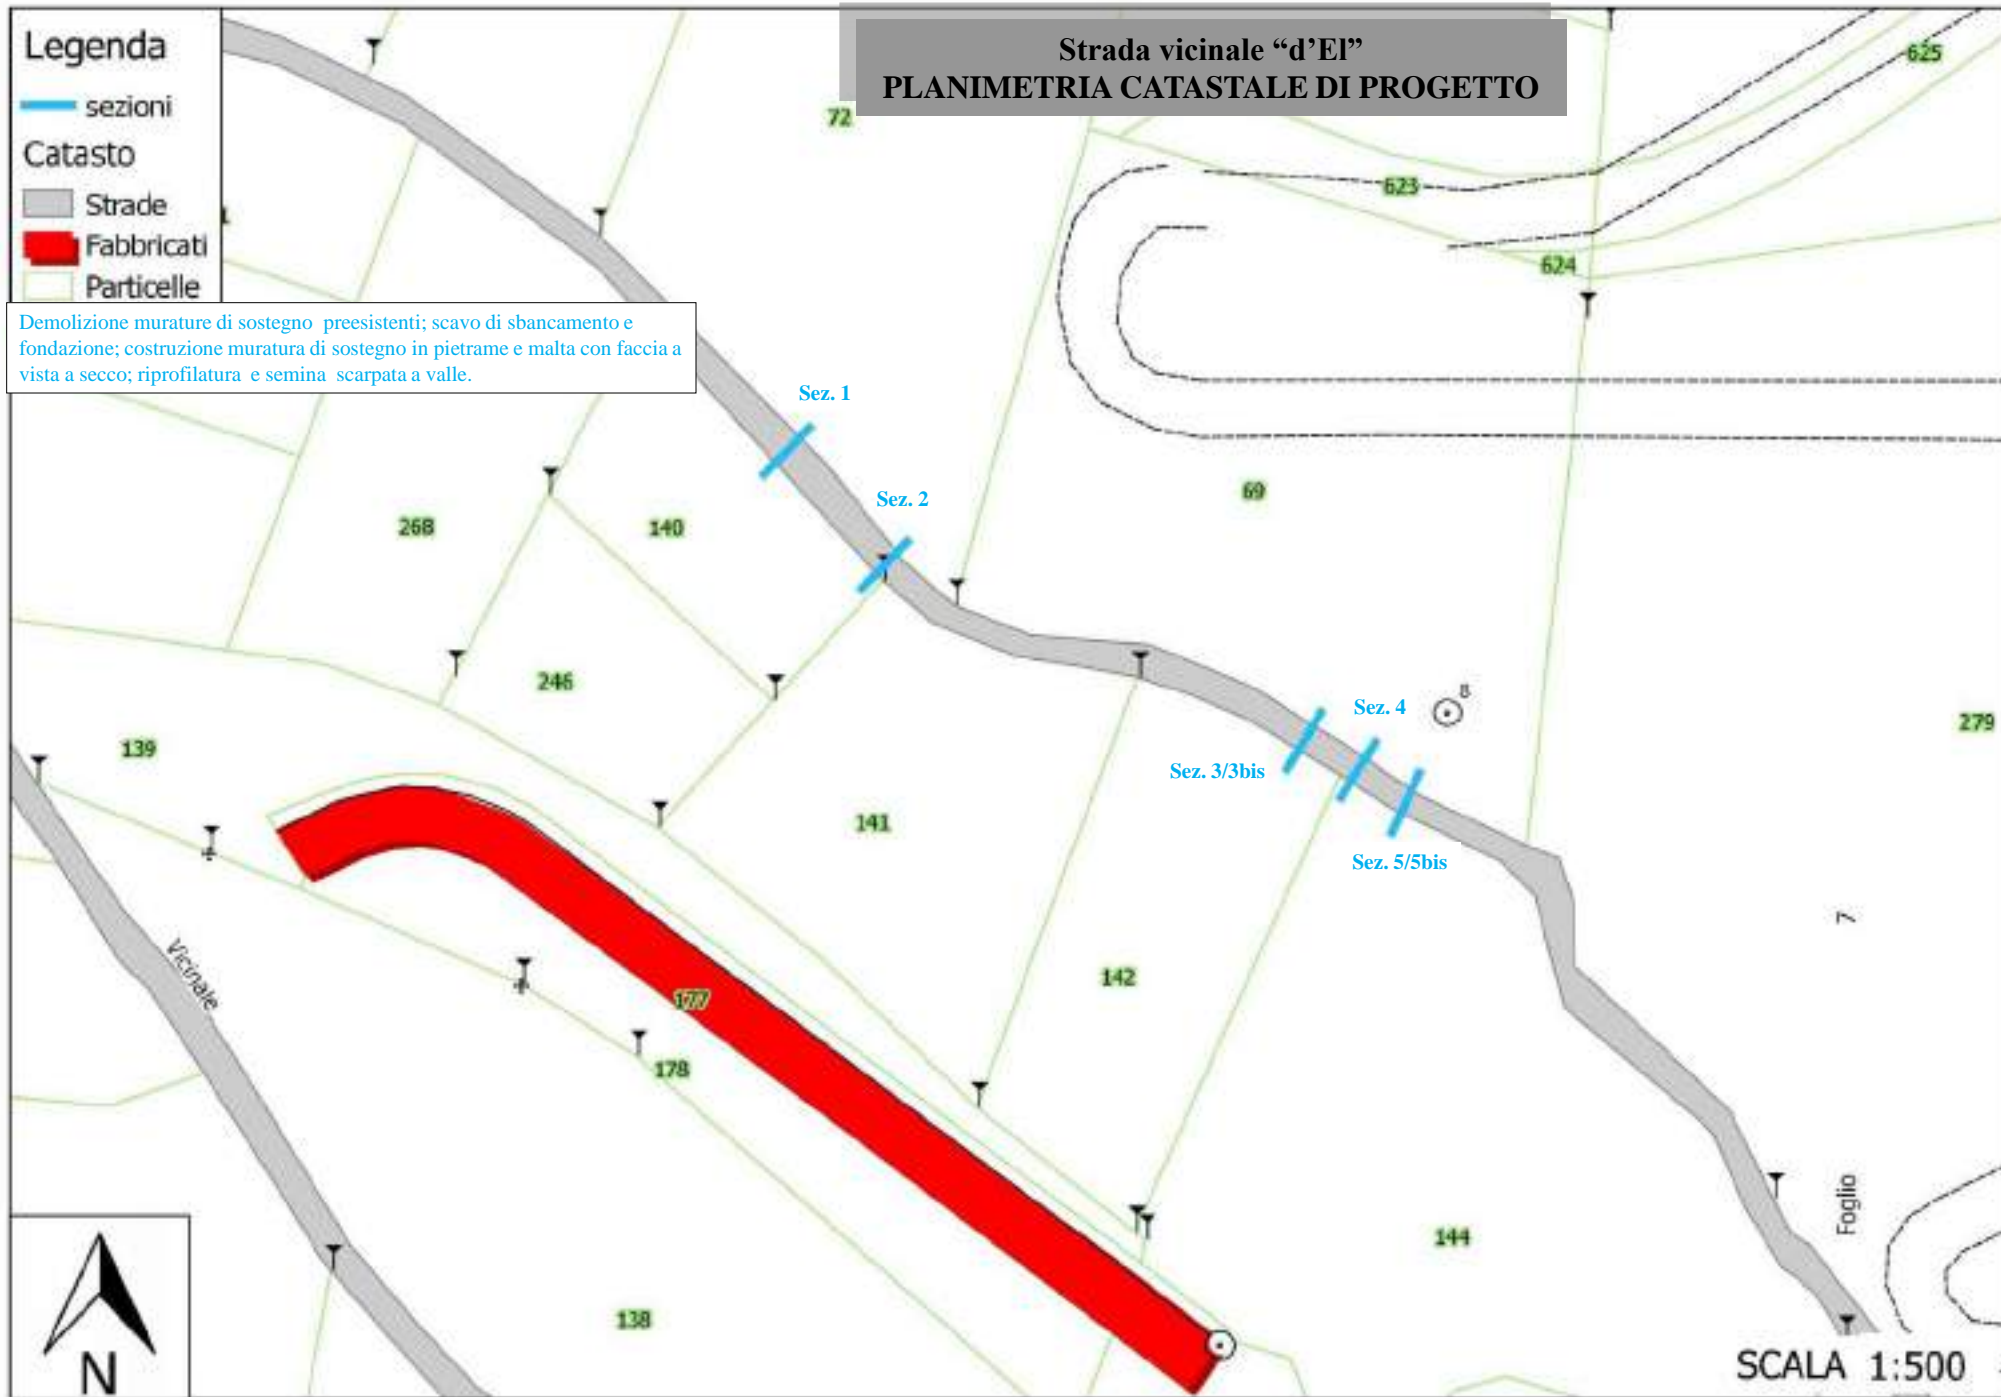 Strada vicinale “d’El”
PLANIMETRIA CATASTALE DI PROGETTO
Legenda
sezioni
Catasto
Strade
Fabbricati
Particelle
Demolizione murature di sostegno preesistenti; scavo di sbancamento e
fondazione; costruzione muratura di sostegno in pietrame e malta con faccia a
vista a secco; riprofilatura e semina scarpata a valle.
72
625
623
624
Sez. 1
Sez. 2
69
268
140
246
139
8
Sez. 4
279
Sez. 3/3bis
141
Sez. 5/5bis
7
Vicinale
142
177
178
Foglio
144
138
N
SCALA 1:500